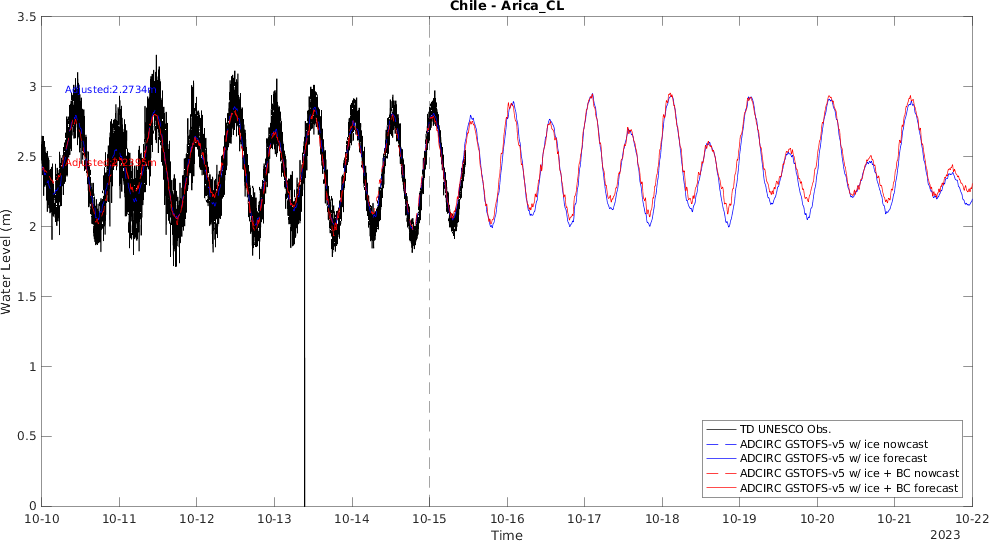 Chile - Arica_CL
3.5
3
2.5
2
1.5
1
0.5
0
Water Level (m)
Adjusted:2.2734m
10-10
10-11
10-12
10-13
10-14
10-15
10-16
10-17
10-18
10-19
10-20
10-21
10-22
Time
2023
TD UNESCO Obs.
ADCIRC GSTOFS-v5 w/ ice nowcast
ADCIRC GSTOFS-v5 w/ ice forecast
ADCIRC GSTOFS-v5 w/ ice + BC nowcast
ADCIRC GSTOFS-v5 w/ ice + BC forecast